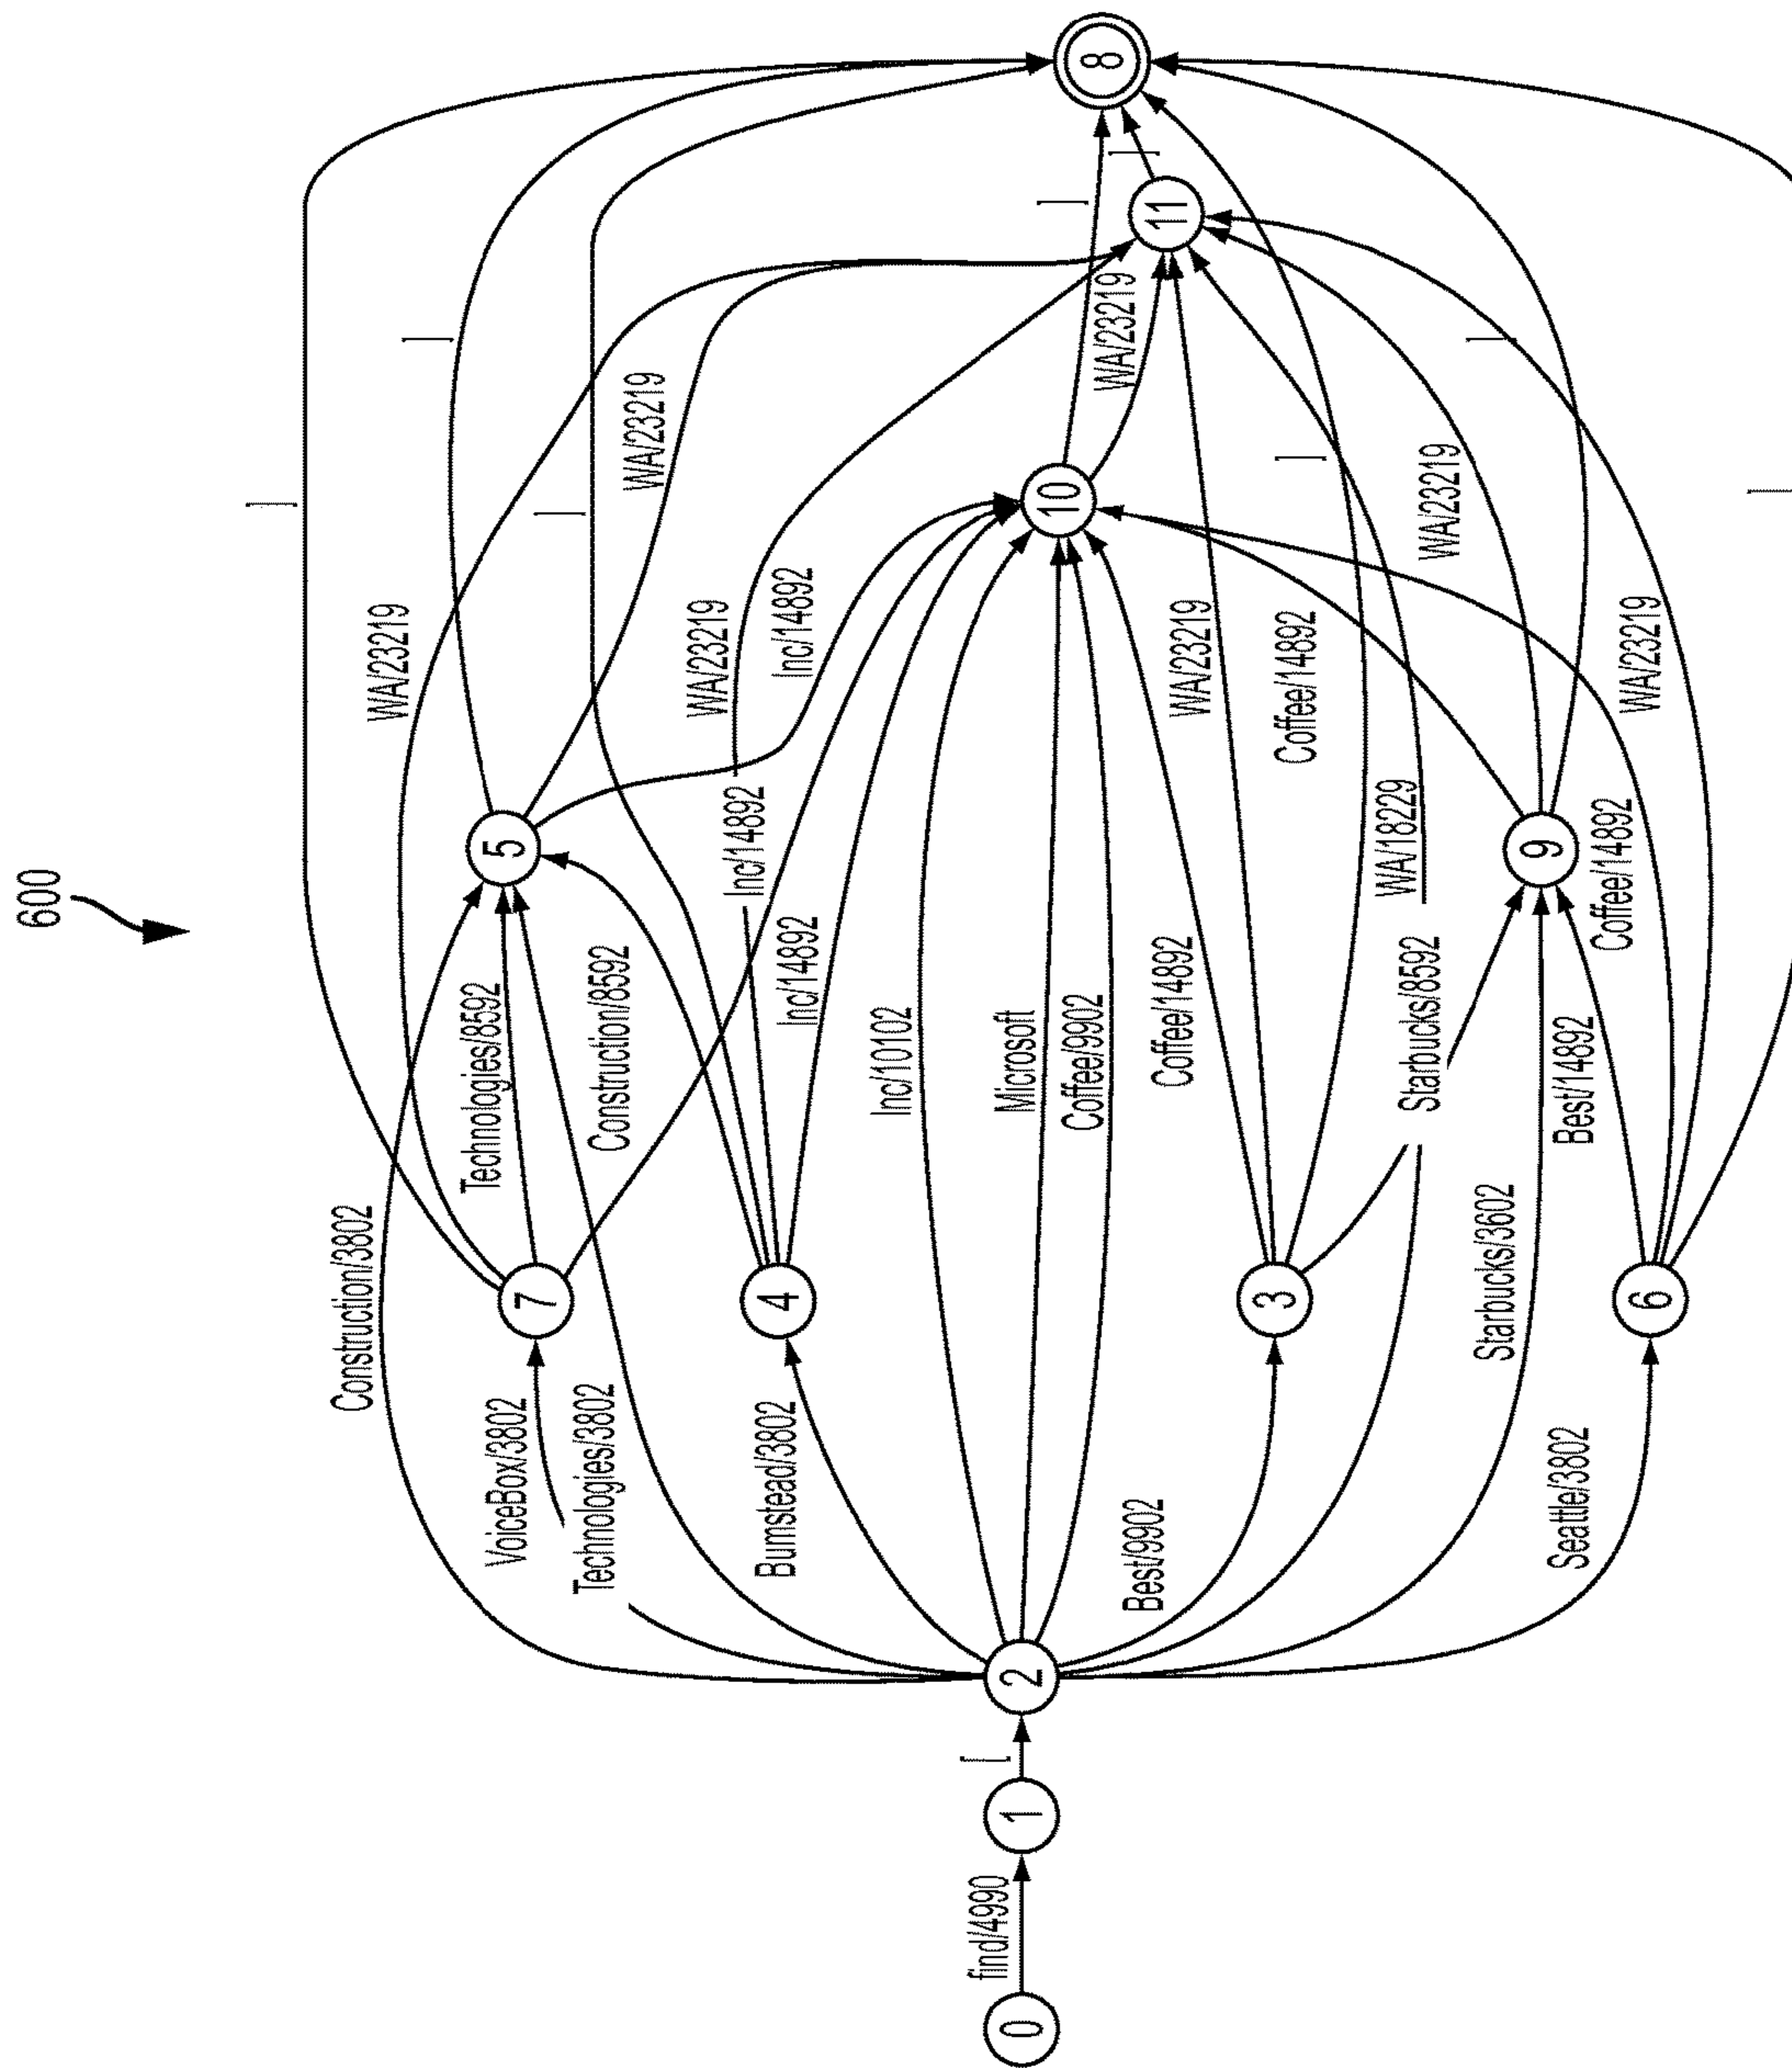 600
0
find/4990
1
[
2
Construction/3802
VoiceBox/3802
Technologies/3802
Bumstead/3802
Best/9902
Starbucks/3602
Seattle/3802
7
4
3
6
Technologies/8592
Construction/8592
Inc/10102
Microsoft
Coffee/9902
Coffee/14892
Starbucks/8592
Best/14892
5
9
WA/23219
Inc/14892
Inc/14892
WA/23219
Inc/14892
WA/23219
Coffee/14892
WA/18229
Coffee/14892
WA/23219
]
]
]
WA/23219
10
WA/23219
]
WA/23219
]
]
]
11
]
8